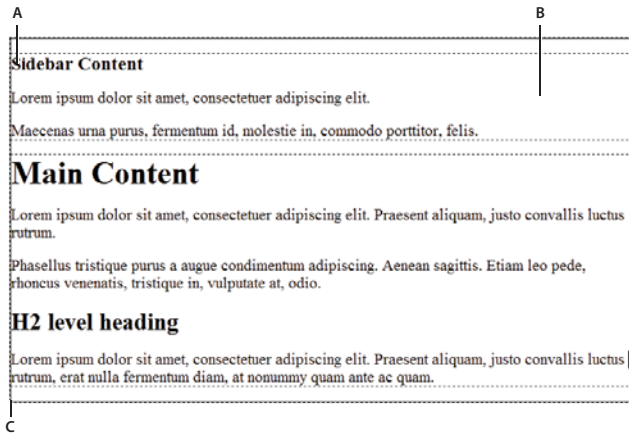 A B
Sidebar Content
Lorem ipsum dolor sit amet, consectetuer adipiscing elit.
Maecenas urna purus, fermentum id, molestie in, commodo porttitor, felis.
Main Content
Lorem ipsum dolor sit amet, consectetuer adipiscing elit. Praesent aliquam, justo convallis luctus
rutrum.
Phasellus tristique purus a augue condimentum adipiscing. Aenean sagittis. Etiam leo pede,
rhoncus venenatis, tristique in, vulputate at, odio.
H2 level heading
Lorem ipsum dolor sit amet, consectetuer adipiscing elit. Praesent aliquam, justo convallis luctus
rutrum, erat nulla fermentum diam, at nonummy quam ante ac quam.
C